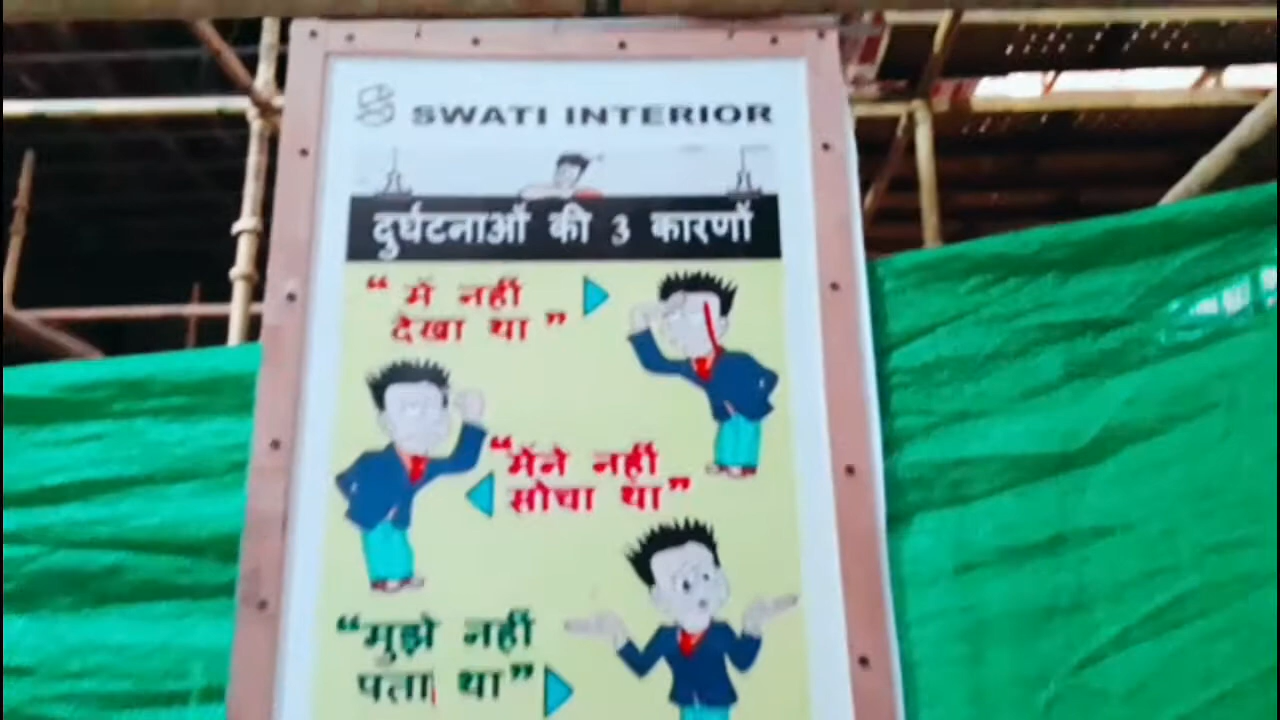 SWATI INTERIOR
दुर्घटनाओं की 3 कारणों
“ में नहीं
देखा था ”
“मेंने नहीं
सोचा था”
“मुझे नहीं
पता था”